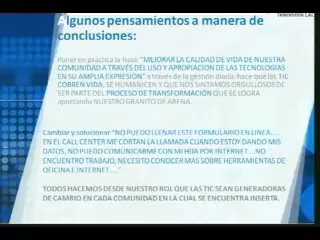 Telecentros LAC
Algunos pensamientos a manera de
conclusiones:
Poner en práctica la frase "MEJORAR LA CALIDAD DE VIDA DE NUESTRA
COMUNIDAD A TRAVÉS DEL USO Y APROPIACION DE LAS TECNOLOGIAS
EN SU AMPLIA EXPRESION" a traves de la gestión diaria, hace que las TIC
COBREN VIDA, SE HUMANICEN Y QUE NOS SINTAMOS ORGULLOSOS DE
SER PARTE DEL PROCESO DE TRANSFORMACIÓN QUE SE LOGRA
aportando NUESTRO GRANITO DE ARENA.
Cambiar y solucionar "NO PUEDO LLENAR ESTE FORMULARIO EN LINEA....
EN EL CALL CENTER ME CORTAN LA LLAMADA CUANDO ESTOY DANDO MIS
DATOS, NO PUEDO COMUNICARME CON MI HIJA POR INTERNET....NO
ENCUENTRO TRABAJO, NECESITO CONOCER MAS SOBRE HERRAMIENTAS DE
OFICINA E INTERNET...."
TODOS HACEMOS DESDE NUESTRO ROL QUE LAS TIC SEAN GENERADORAS
DE CAMBIO EN CADA COMUNIDAD EN LA CUAL SE ENCUENTRA INSERTA.